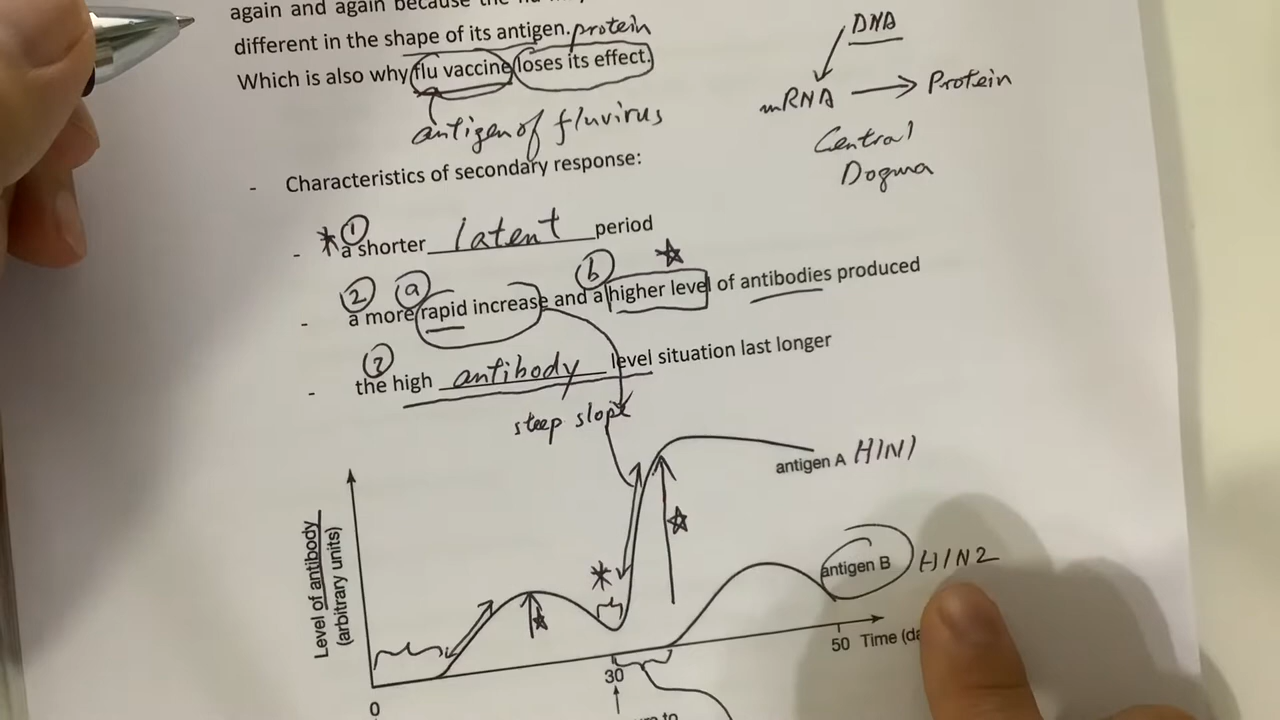 again and again because the
different in the shape of its antigen. protein
Which is also why flu vaccine loses its effect.
antigen of fluvirus
DNA
mRNA → Protein
Central
Dogma
- Characteristics of secondary response:
- * ① a shorter latent period
- ② a more ⓐ rapid increase and a ⓑ higher level of antibodies produced
- the high antibody level situation last longer
steep slope
antigen A H1N1
Level of antibody
(arbitrary units)
antigen B H1N2
0
30
50 Time
to